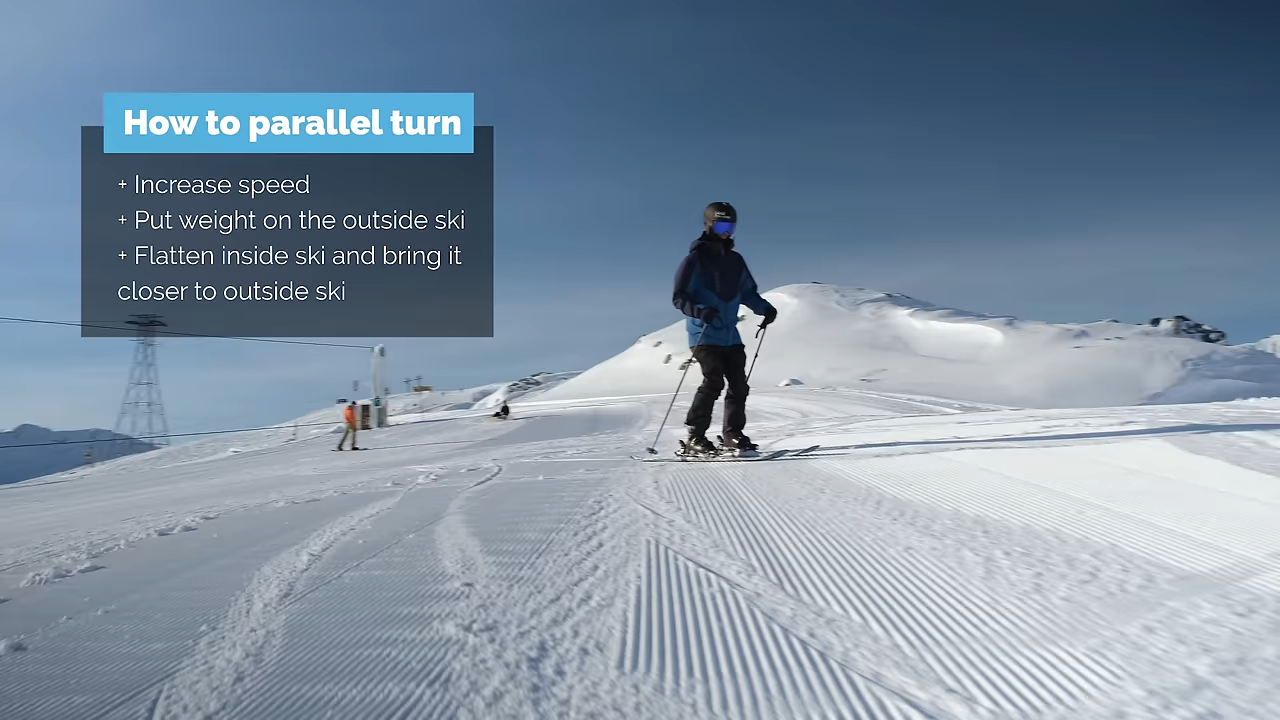 How to parallel turn
+ Increase speed
+ Put weight on the outside ski
+ Flatten inside ski and bring it
closer to outside ski